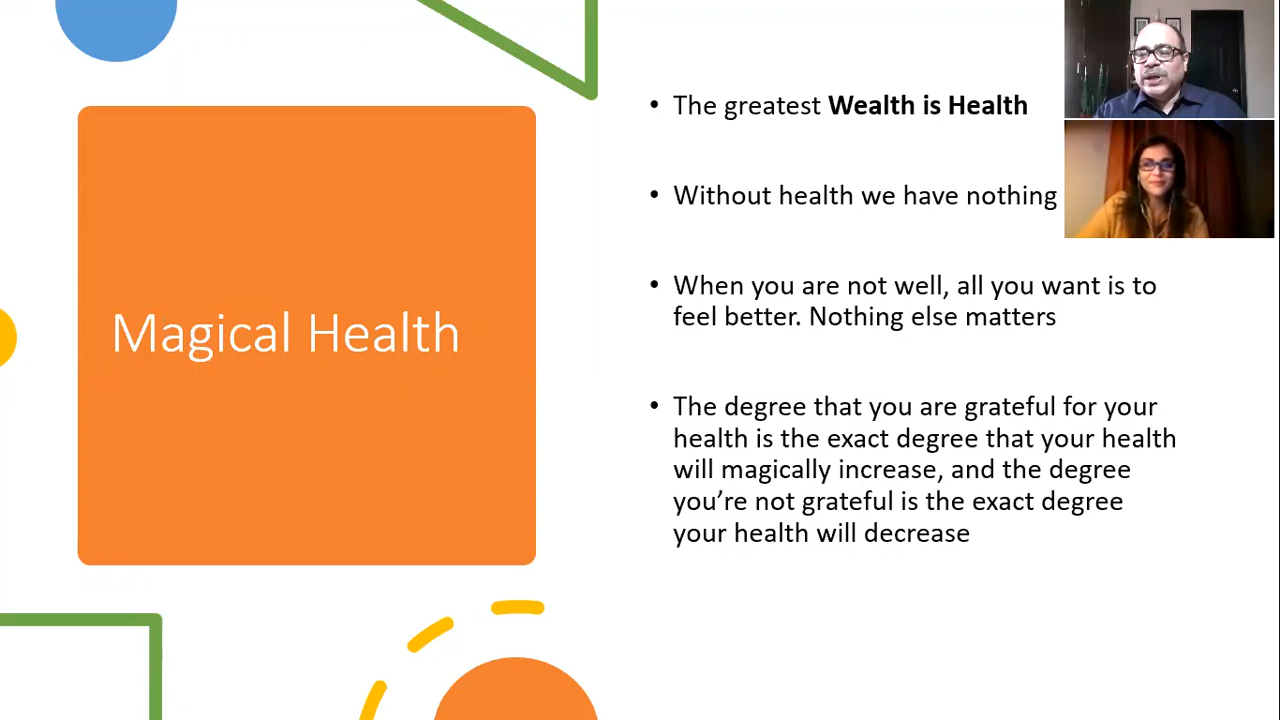 Magical Health
• The greatest Wealth is Health
• Without health we have nothing
• When you are not well, all you want is to
feel better. Nothing else matters
• The degree that you are grateful for your
health is the exact degree that your health
will magically increase, and the degree
you’re not grateful is the exact degree
your health will decrease